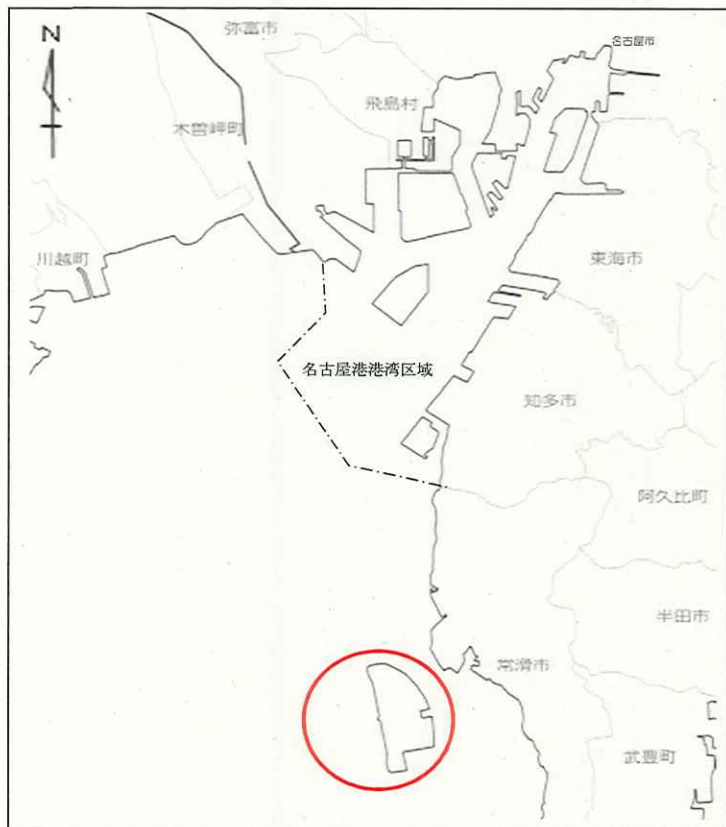 N
弥富市
名古屋市
飛島村
木曽岬町
川越町
東海市
名古屋港港湾区域
知多市
阿久比町
半田市
常滑市
武豊町